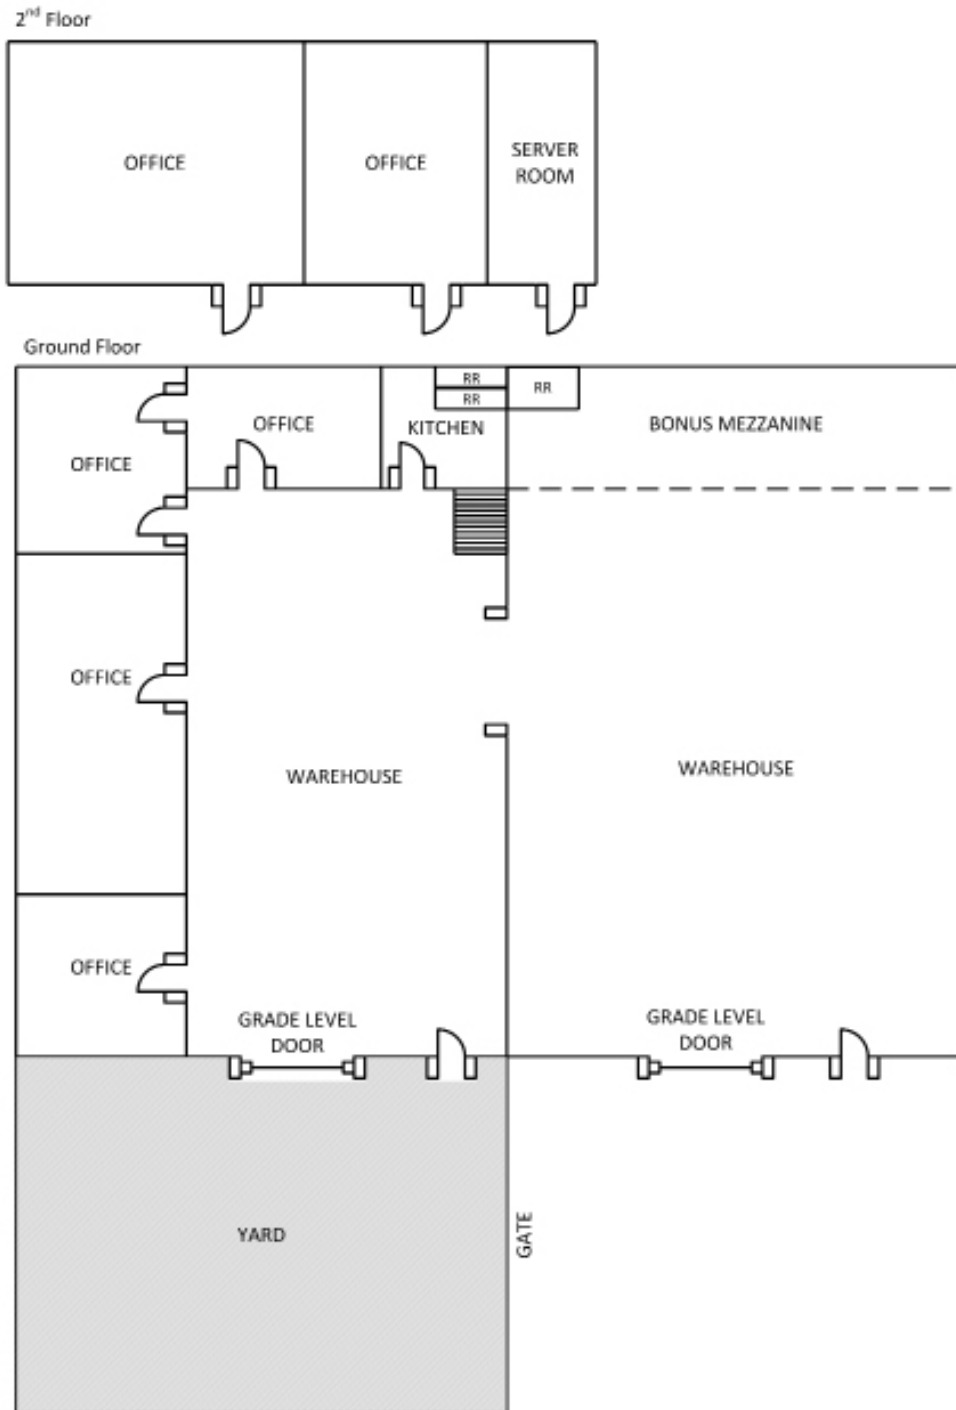 2nd Floor
OFFICE
OFFICE
SERVER
ROOM
Ground Floor
RR
RR
RR
OFFICE
KITCHEN
BONUS MEZZANINE
OFFICE
OFFICE
WAREHOUSE
WAREHOUSE
OFFICE
GRADE LEVEL
DOOR
GRADE LEVEL
DOOR
YARD
GATE